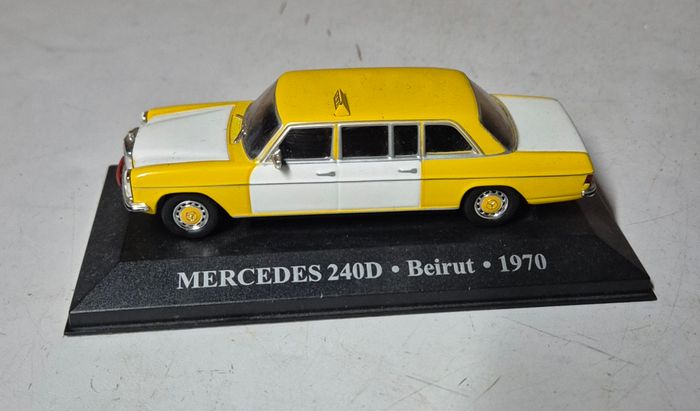 MERCEDES 240D • Beirut • 1970